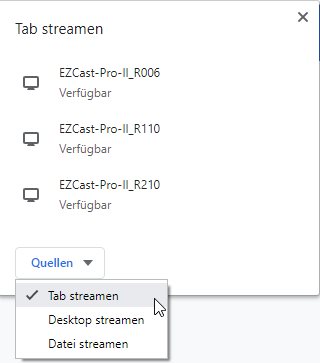 Tab streamen
EZCast-Pro-II_R006
Verfügbar
EZCast-Pro-II_R110
Verfügbar
EZCast-Pro-II_R210
Verfügbar
Quellen
Tab streamen
Desktop streamen
Datei streamen